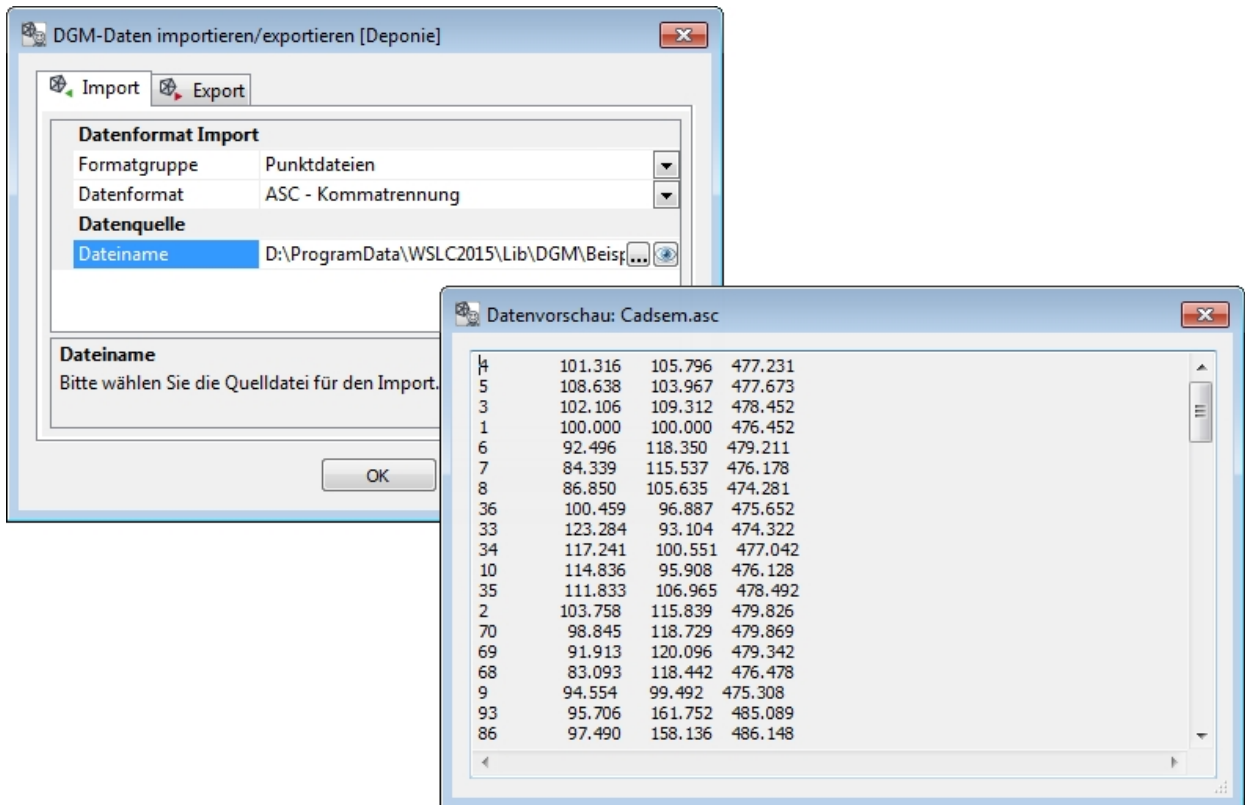 DGM-Daten importieren/exportieren [Deponie]
Import Export
Datenformat Import
Formatgruppe Punktdateien
Datenformat ASC - Kommatrennung
Datenquelle
Dateiname D:\ProgramData\WSLC2015\Lib\DGM\Beisp...
Dateiname
Bitte wählen Sie die Quelldatei für den Import.
OK
Datenvorschau: Cadsem.asc
4 101.316 105.796 477.231
5 108.638 103.967 477.673
3 102.106 109.312 478.452
1 100.000 100.000 476.452
6 92.496 118.350 479.211
7 84.339 115.537 476.178
8 86.850 105.635 474.281
36 100.459 96.887 475.652
33 123.284 93.104 474.322
34 117.241 100.551 477.042
10 114.836 95.908 476.128
35 111.833 106.965 478.492
2 103.758 115.839 479.826
70 98.845 118.729 479.869
69 91.913 120.096 479.342
68 83.093 118.442 476.478
9 94.554 99.492 475.308
93 95.706 161.752 485.089
86 97.490 158.136 486.148